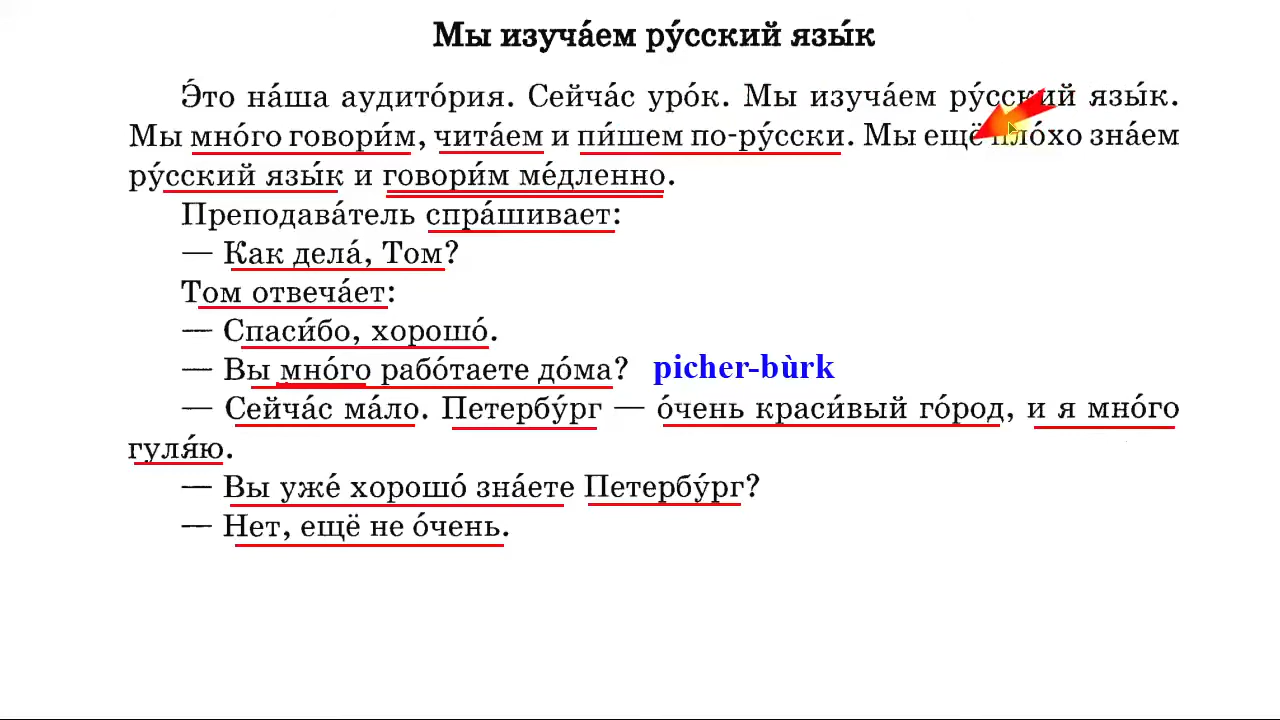 Мы изуча́ем ру́сский язы́к
Э́то на́ша аудито́рия. Сейча́с уро́к. Мы изуча́ем ру́сский язы́к.
Мы мно́го говори́м, чита́ем и пи́шем по-ру́сски. Мы ещё пло́хо зна́ем
ру́сский язы́к и говори́м ме́дленно.
Преподава́тель спра́шивает:
— Как дела́, Том?
Том отвеча́ет:
— Спаси́бо, хорошо́.
— Вы мно́го рабо́таете до́ма? picher-bùrk
— Сейча́с ма́ло. Петербу́рг — о́чень краси́вый го́род, и я мно́го
гуля́ю.
— Вы уже́ хорошо́ зна́ете Петербу́рг?
— Нет, ещё не о́чень.